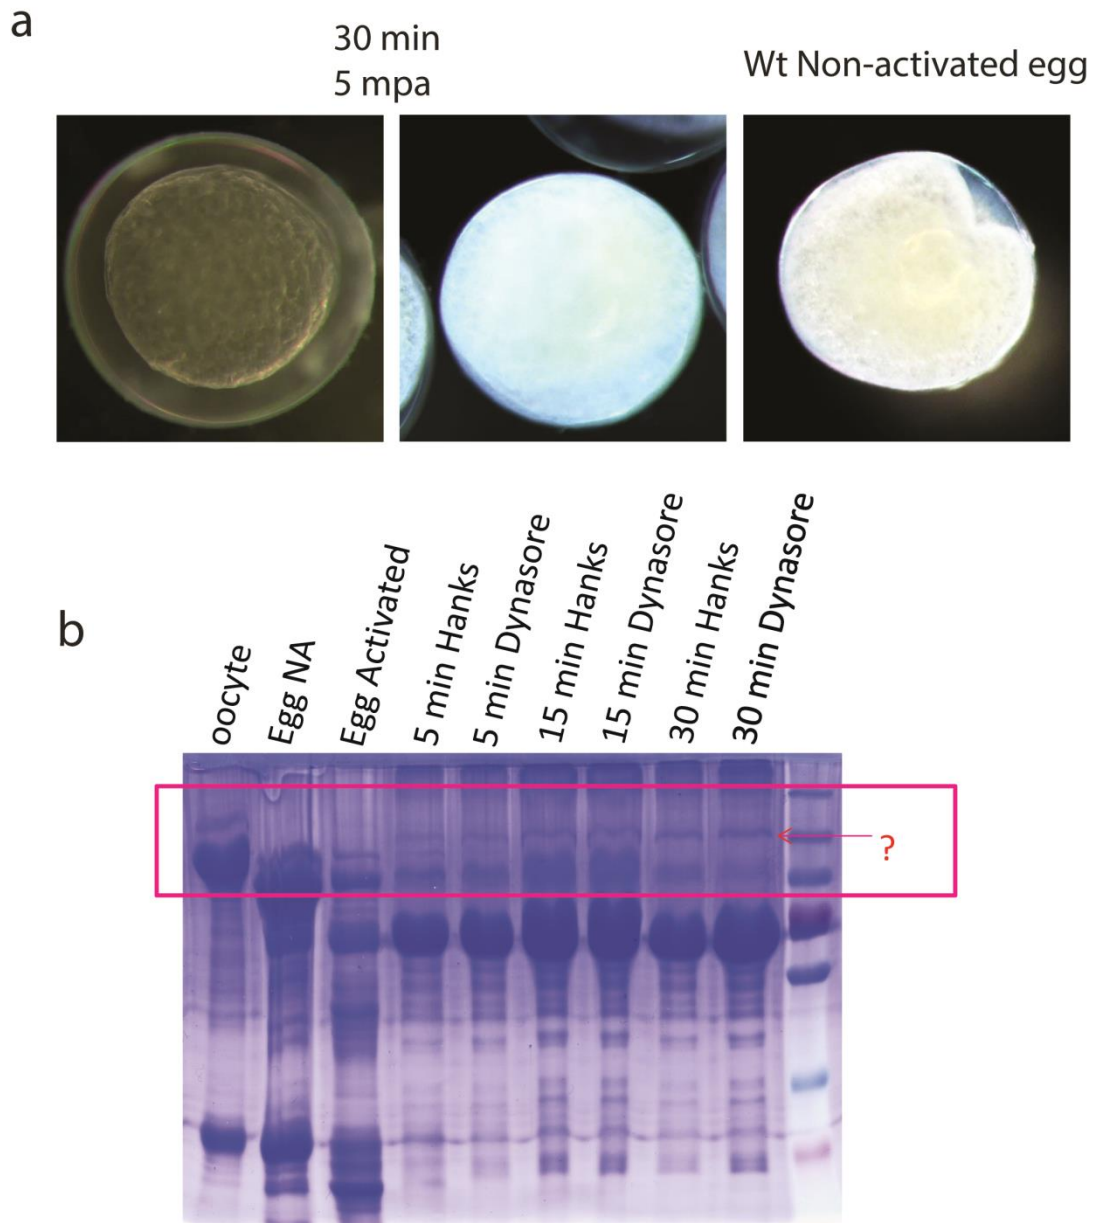 a
30 min
5 mpa
Wt Non-activated egg
b
oocyte
Egg NA
Egg Activated
5 min Hanks
5 min Dynasore
15 min Hanks
15 min Dynasore
30 min Hanks
30 min Dynasore
?